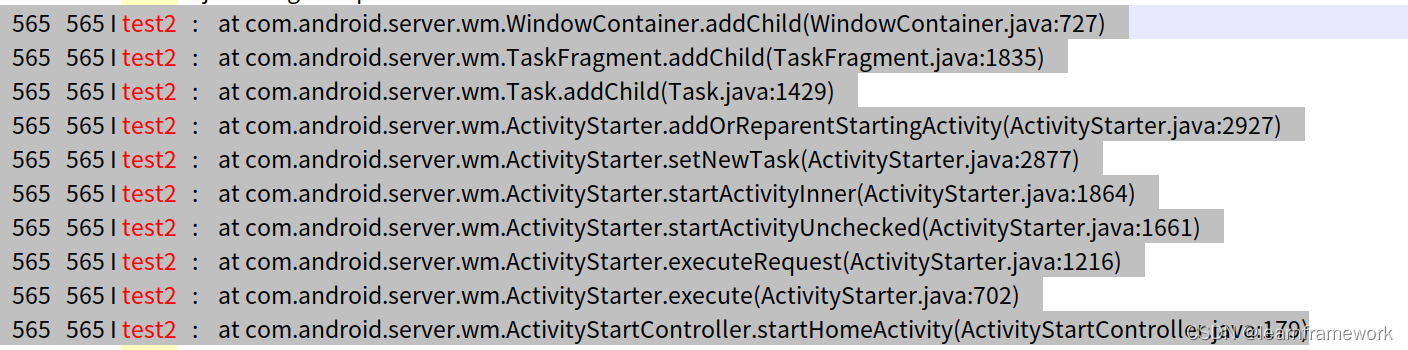 565 565 I test2 : at com.android.server.wm.WindowContainer.addChild(WindowContainer.java:727)
565 565 I test2 : at com.android.server.wm.TaskFragment.addChild(TaskFragment.java:1835)
565 565 I test2 : at com.android.server.wm.Task.addChild(Task.java:1429)
565 565 I test2 : at com.android.server.wm.ActivityStarter.addOrReparentStartingActivity(ActivityStarter.java:2927)
565 565 I test2 : at com.android.server.wm.ActivityStarter.setNewTask(ActivityStarter.java:2877)
565 565 I test2 : at com.android.server.wm.ActivityStarter.startActivityInner(ActivityStarter.java:1864)
565 565 I test2 : at com.android.server.wm.ActivityStarter.startActivityUnchecked(ActivityStarter.java:1661)
565 565 I test2 : at com.android.server.wm.ActivityStarter.executeRequest(ActivityStarter.java:1216)
565 565 I test2 : at com.android.server.wm.ActivityStarter.execute(ActivityStarter.java:702)
565 565 I test2 : at com.android.server.wm.ActivityStartController.startHomeActivity(ActivityStartController.java:179)
CSDN @learnframework